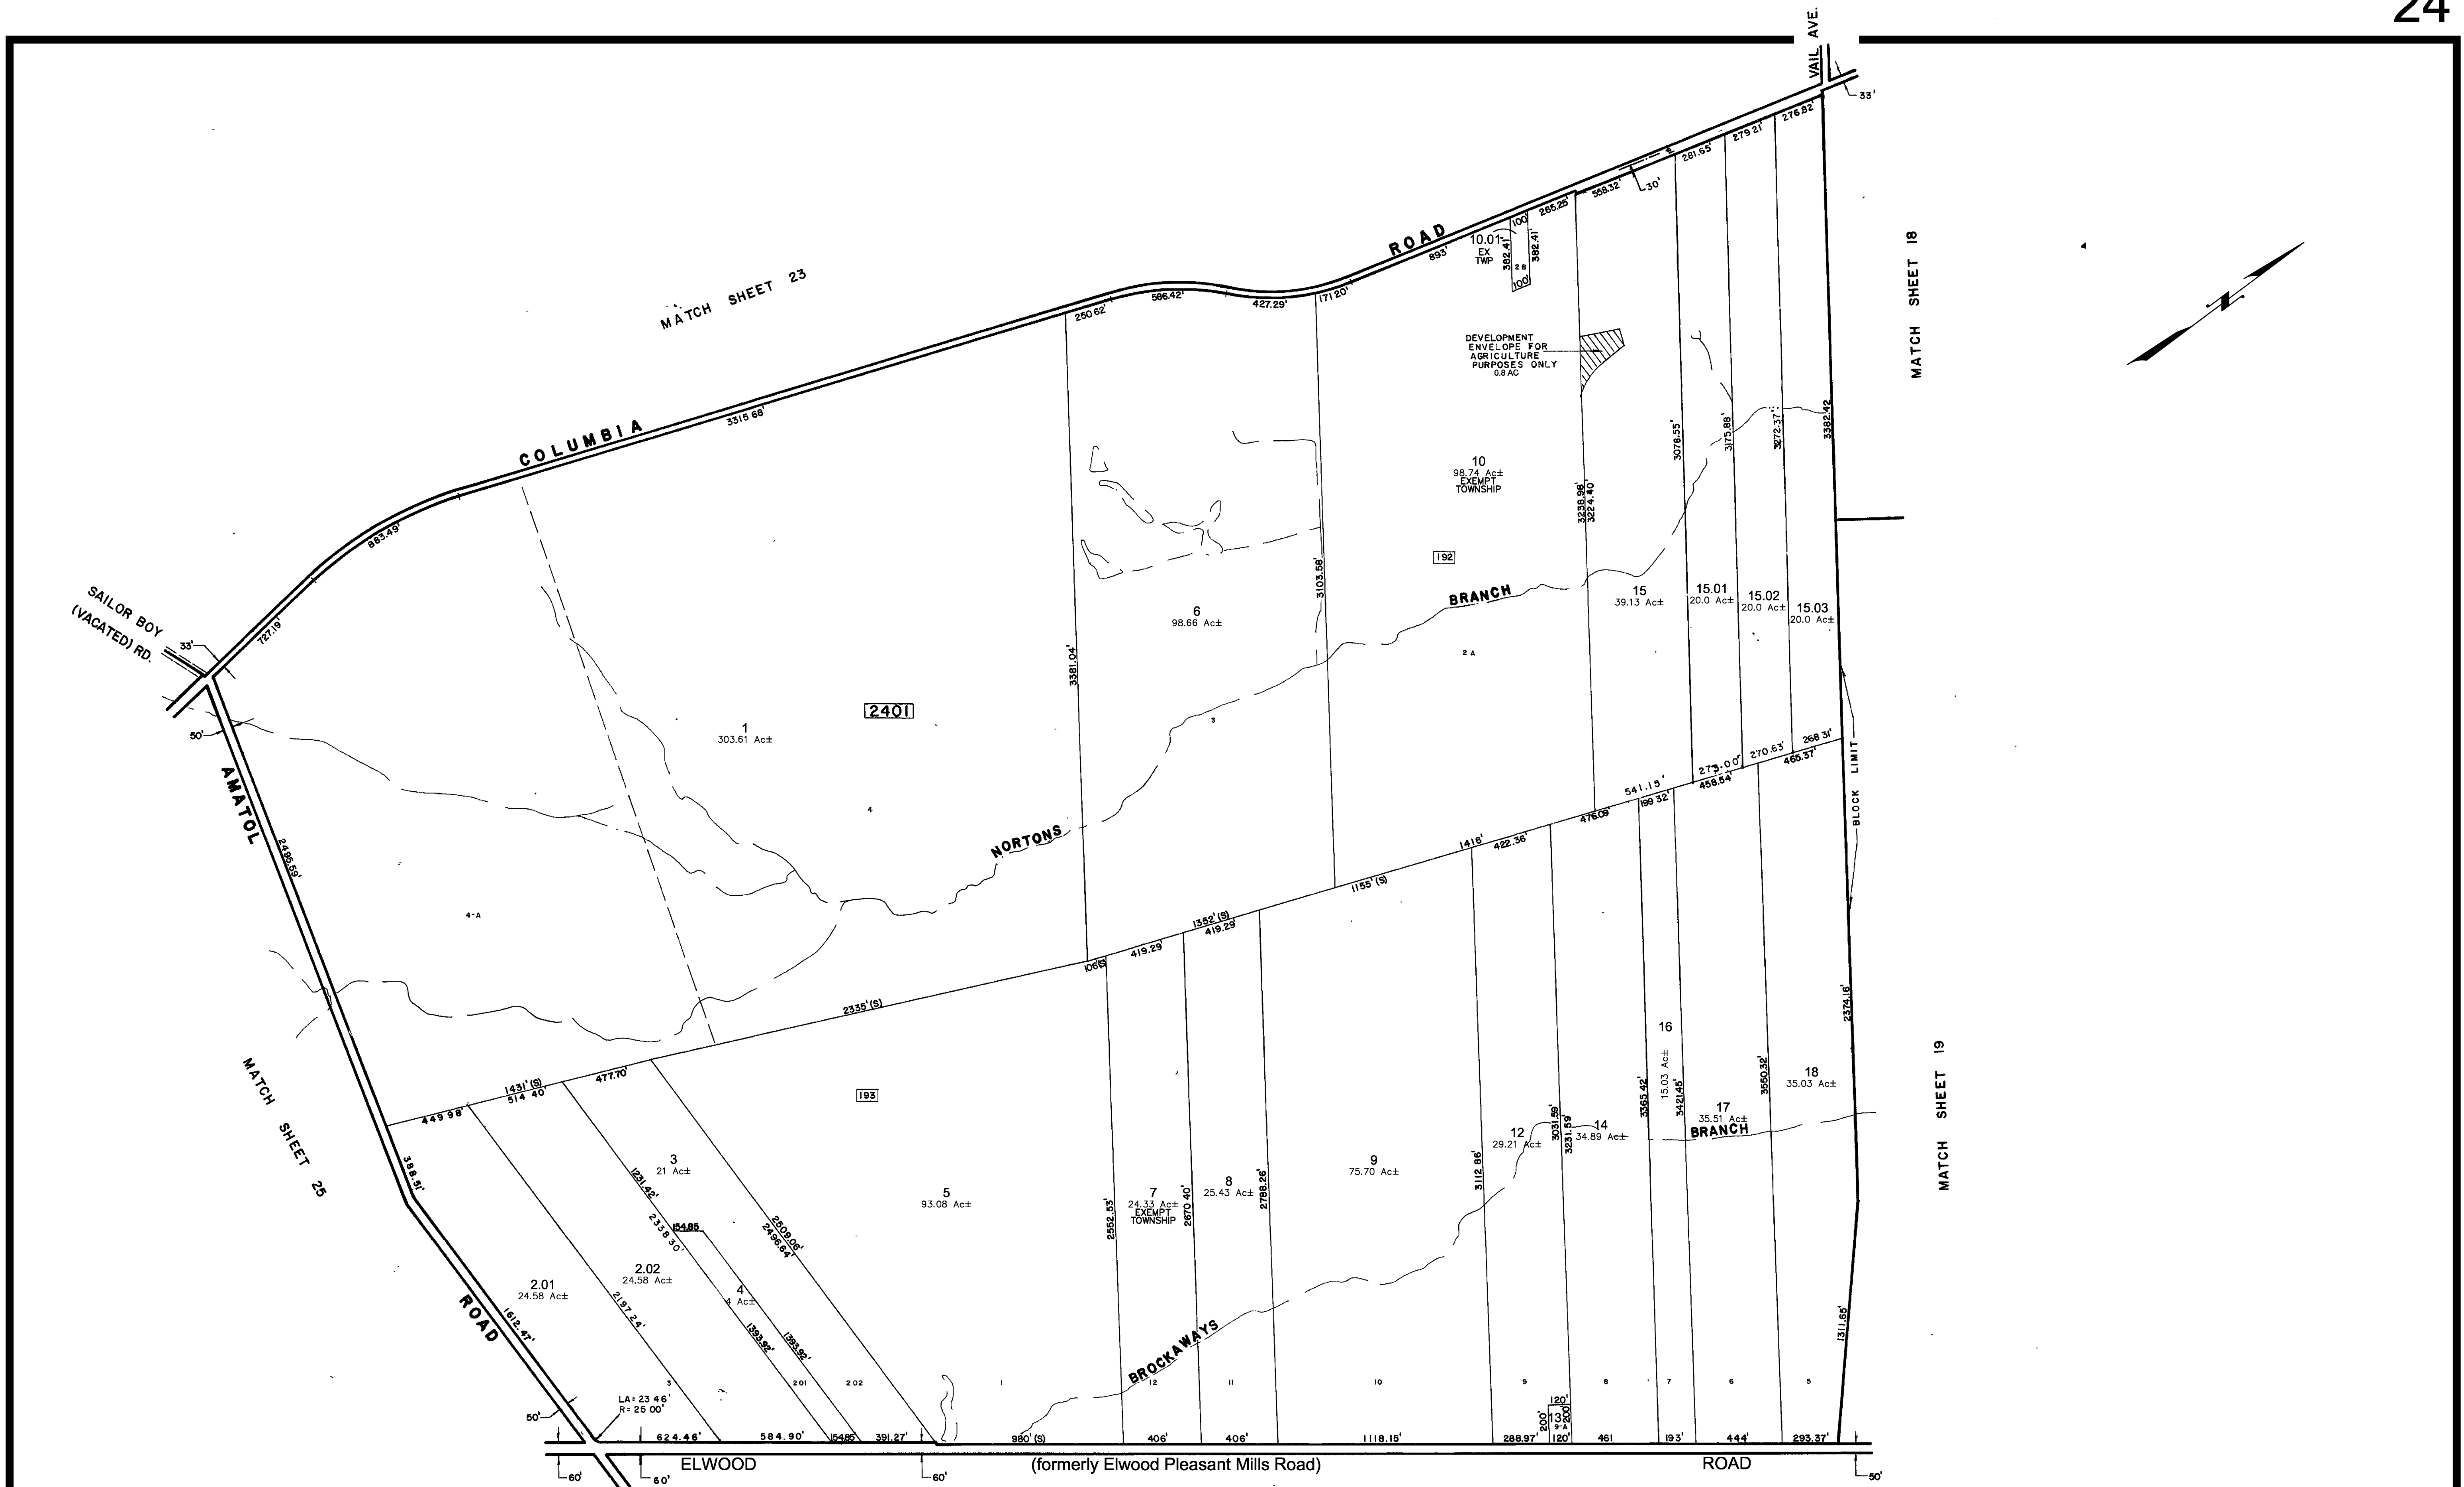 24
VAIL AVE.
33'
276.82'
279 21'
281.65'
30'
558.32'
265.25'
100'
10.01
EX
TWP
382.41'
382.41'
2 B
100'
ROAD
893'
171 20'
427.29'
586.42'
250 62'
MATCH SHEET 23
MATCH SHEET 18
DEVELOPMENT
ENVELOPE FOR
AGRICULTURE
PURPOSES ONLY
0.8 AC
COLUMBIA
3315 68'
883.49'
727.19'
SAILOR BOY
(VACATED) RD.
33'
50'
10
98.74 Ac±
EXEMPT
TOWNSHIP
192
3238.98'
3224.40'
3078.55'
3175.88'
3272.37'
3382.42
3103.58'
3381.04'
BRANCH
2 A
6
98.66 Ac±
3
15
39.13 Ac±
15.01
20.0 Ac±
15.02
20.0 Ac±
15.03
20.0 Ac±
2401
1
303.61 Ac±
4
4-A
NORTONS
AMATOL
2495.59'
BLOCK LIMIT
268 31'
465.37'
270.63'
273.00'
458.54'
541.15'
199 32'
476.09'
1416'
422.36'
1155' (S)
1352' (S)
419.29'
419.29'
106'(S)
2335' (S)
1431' (S)
514 40'
477.70'
449 98'
388.51'
MATCH SHEET 25
MATCH SHEET 19
193
3
21 Ac±
1231.42'
2338 30'
154.85
2509.06'
2496.64'
5
93.08 Ac±
2552.53'
7
24.33 Ac±
EXEMPT
TOWNSHIP
2670 40'
8
25.43 Ac±
2788.26'
9
75.70 Ac±
3112 86'
12
29.21 Ac±
3031.59'
3231.59'
14
34.89 Ac±
3365.42'
16
15.03 Ac±
3421.45'
17
35.51 Ac±
BRANCH
3550.32'
18
35.03 Ac±
2374.16'
1311.65'
2.01
24.58 Ac±
2.02
24.58 Ac±
2197 24'
4
4 Ac±
1393.92'
1393.92'
ROAD
1612.47'
BROCKAWAYS
3
2 01
2 02
1
12
11
10
9
8
7
6
5
LA= 23 46'
R= 25 00'
50'
120'
200'
13
200'
9-A
624.46'
584.90'
154.85'
391.27'
980' (S)
406'
406'
1118.15'
288.97'
120'
461
193'
444'
293.37'
ELWOOD
(formerly Elwood Pleasant Mills Road)
ROAD
60'
60'
60'
50'